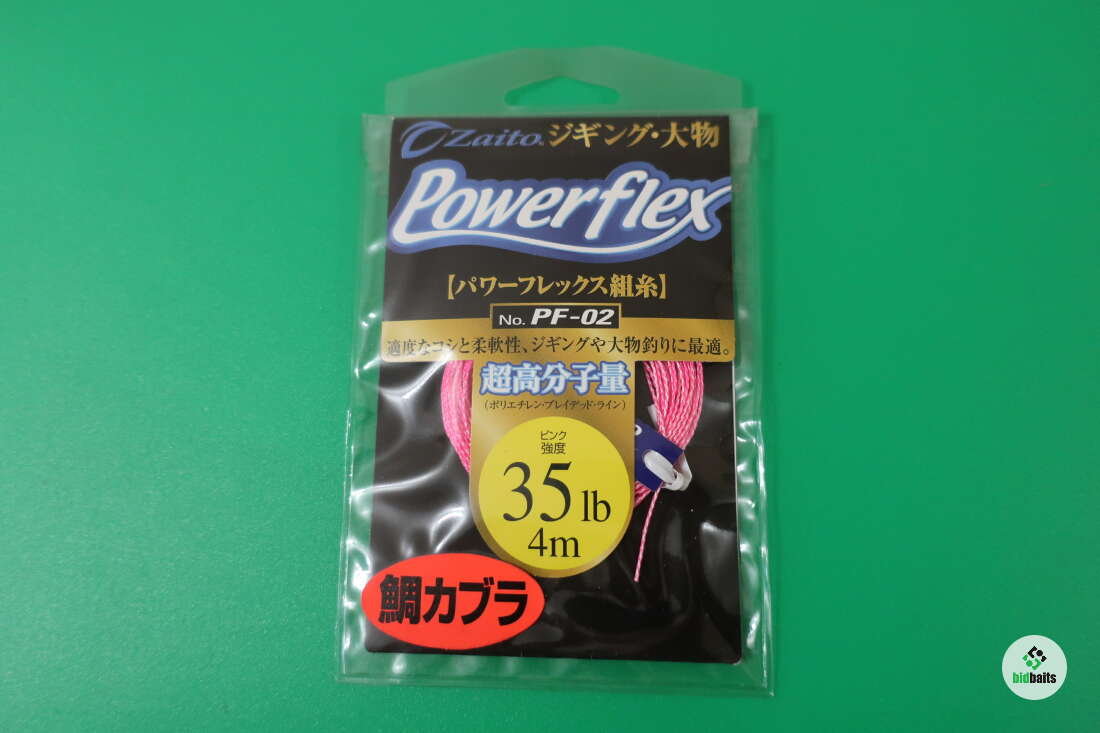 Zaito® ジギング・大物
Powerflex
【パワーフレックス組糸】
No. PF-02
適度なコシと柔軟性、ジギングや大物釣りに最適。
超高分子量
（ポリエチレン・ブレイデッド・ライン）
ピンク
強度
35 lb
4m
鯛カブラ
bidbaits